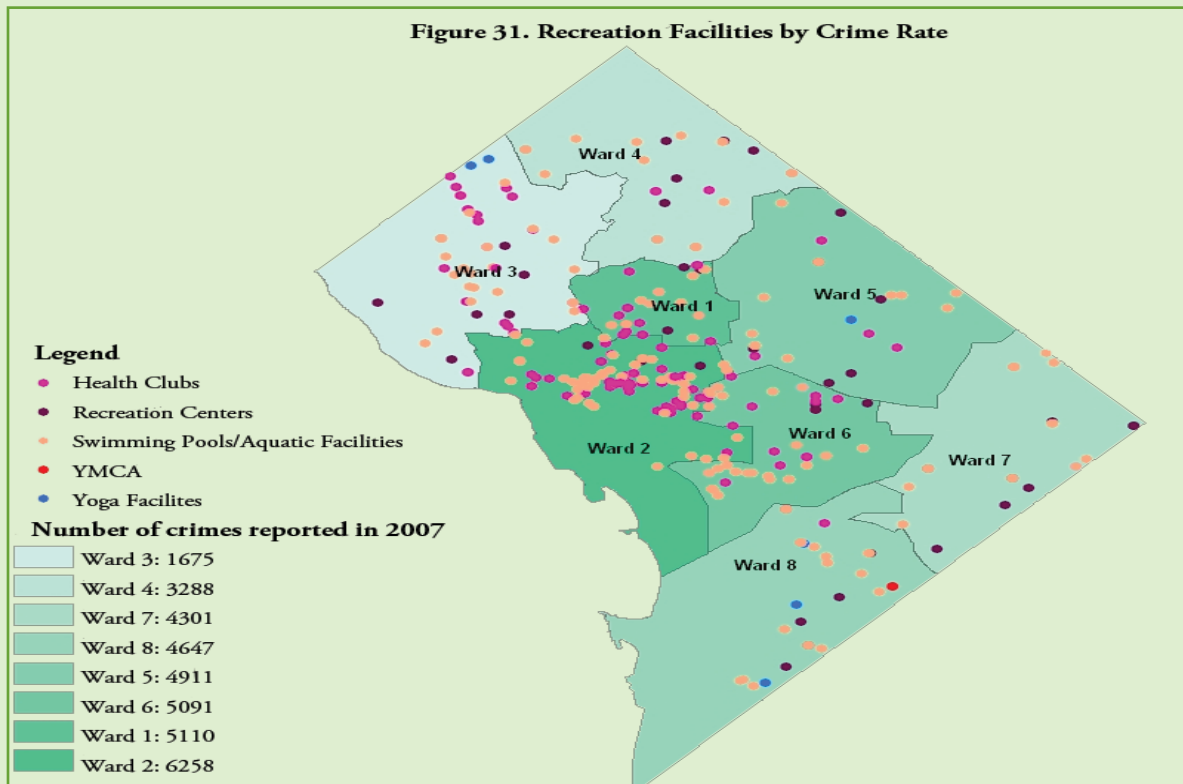 Figure 31. Recreation Facilities by Crime Rate
Ward 4
Ward 3
Ward 1
Ward 5
Ward 2
Ward 6
Ward 7
Ward 8
Legend
Health Clubs
Recreation Centers
Swimming Pools/Aquatic Facilities
YMCA
Yoga Facilites
Number of crimes reported in 2007
Ward 3: 1675
Ward 4: 3288
Ward 7: 4301
Ward 8: 4647
Ward 5: 4911
Ward 6: 5091
Ward 1: 5110
Ward 2: 6258